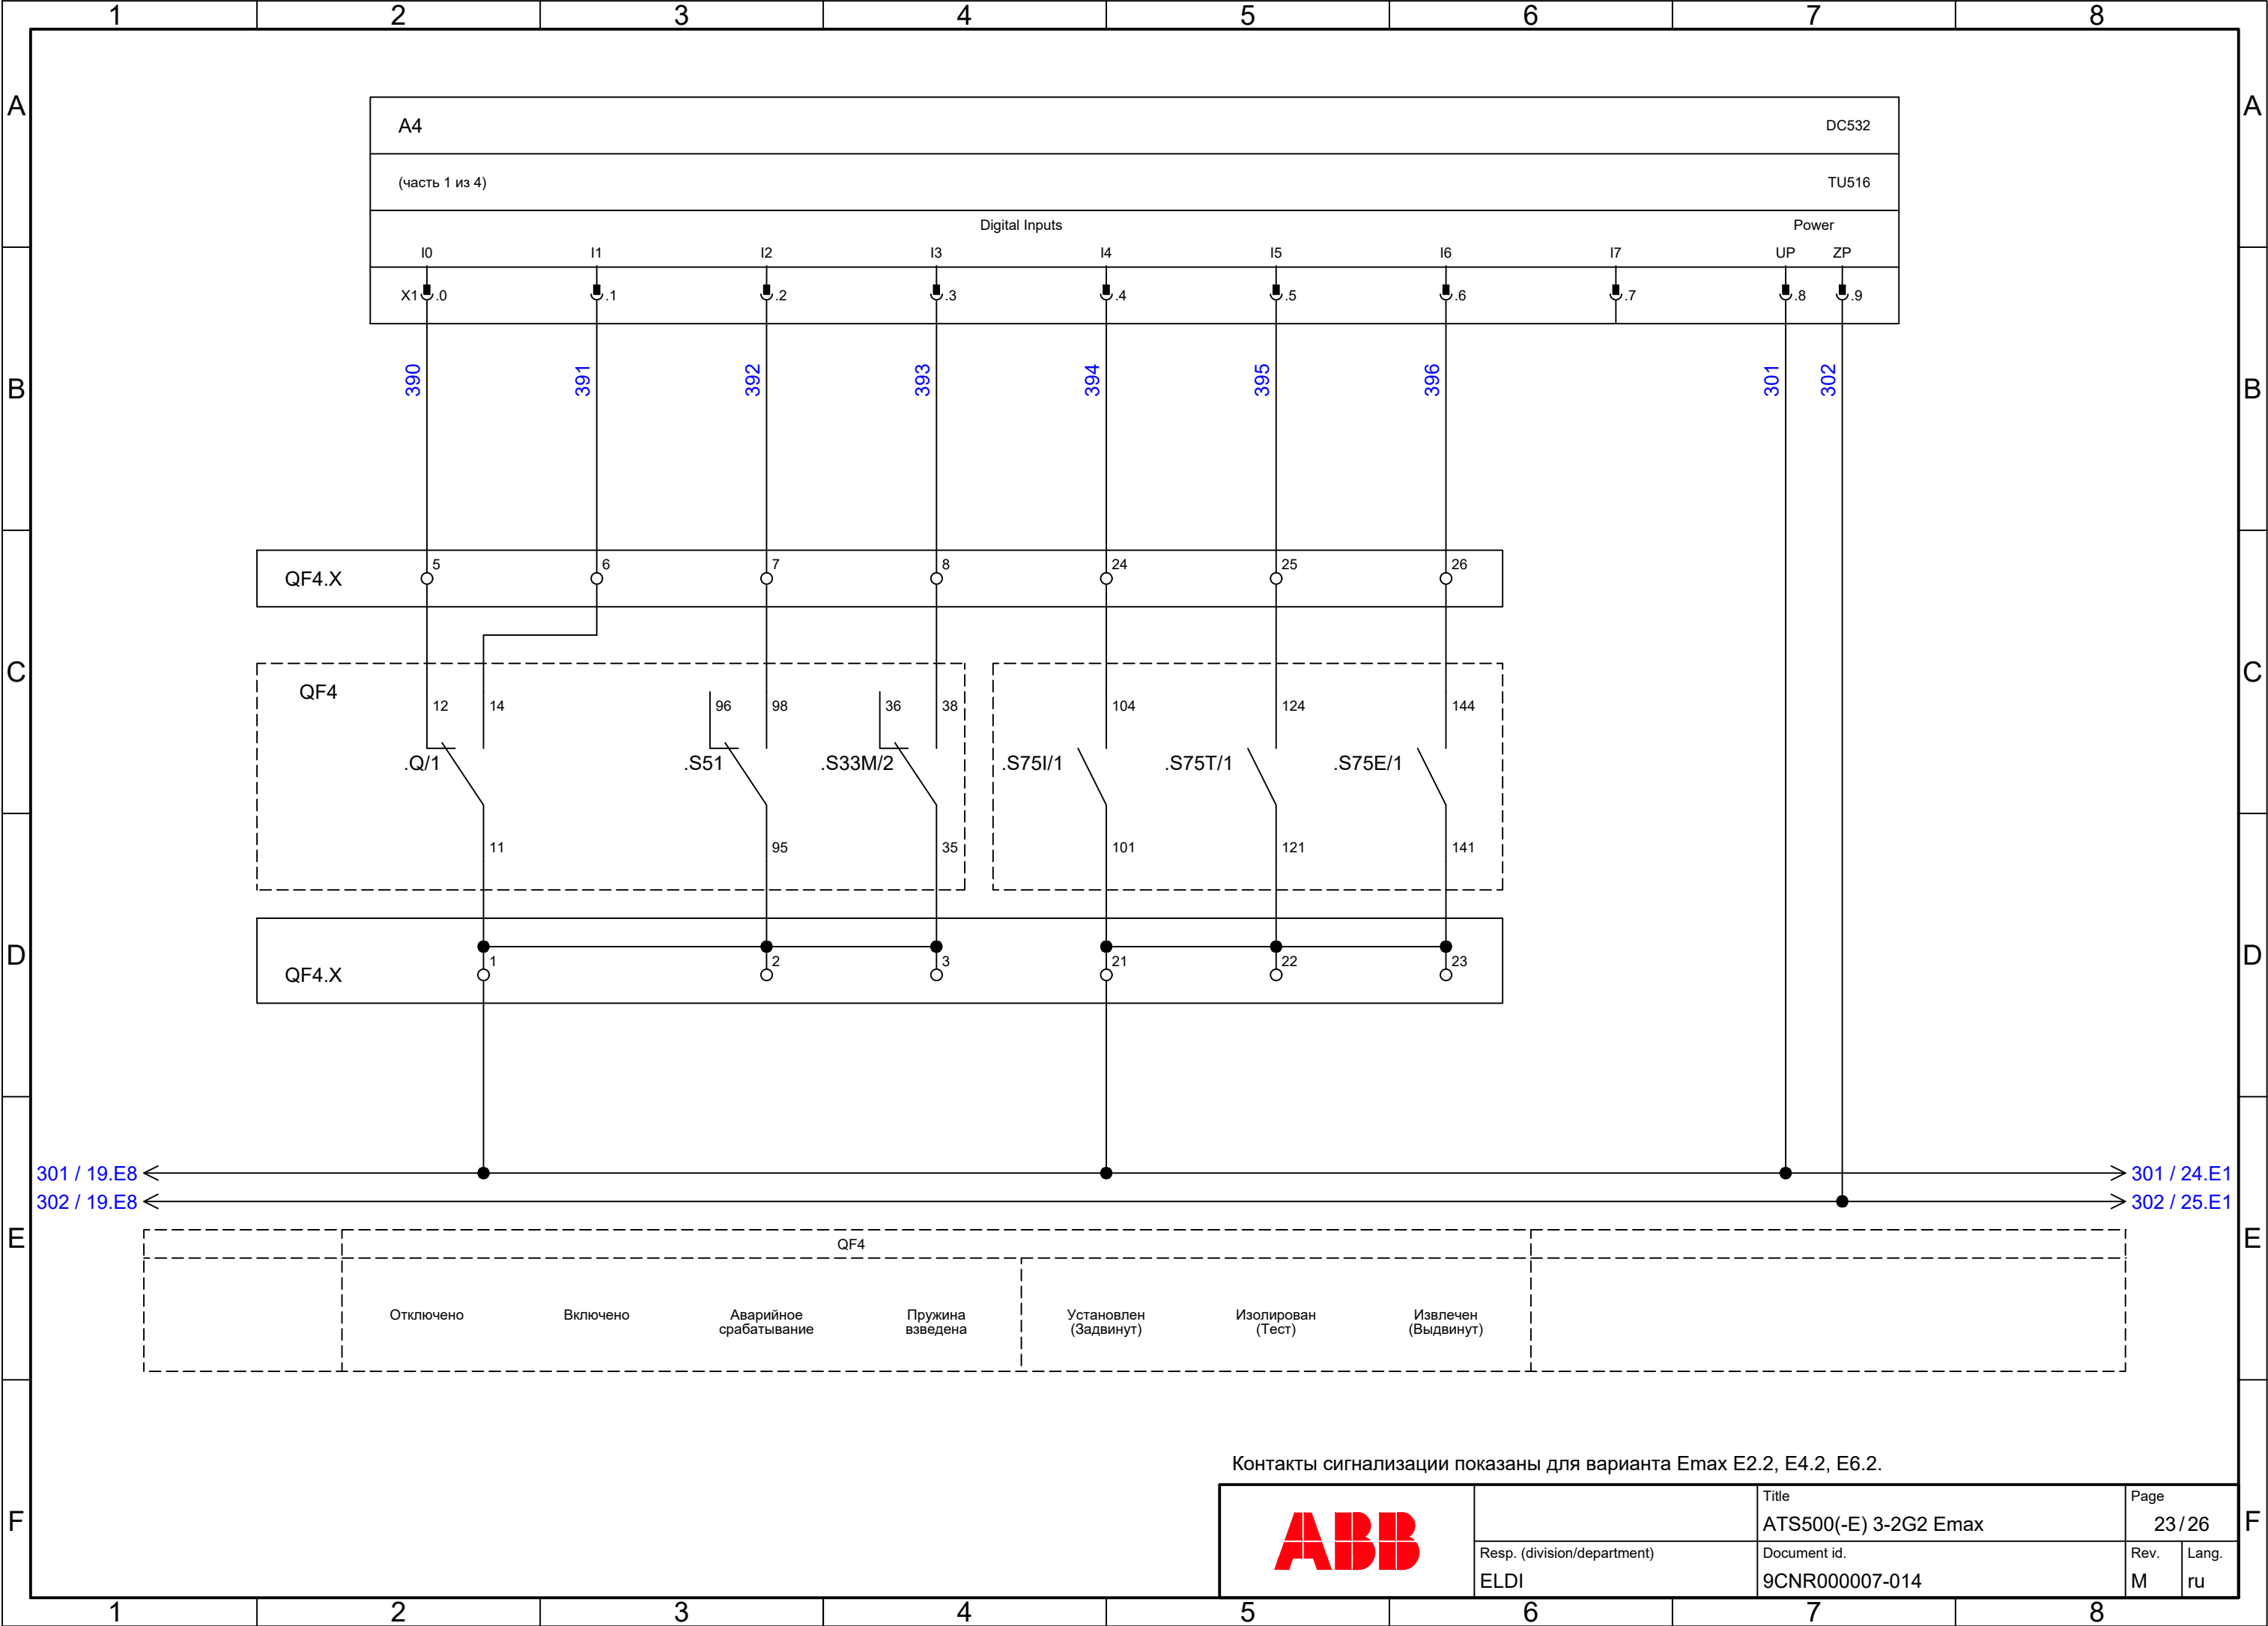 1 2 3 4 5 6 7 8
A A
A4 DC532
(часть 1 из 4) TU516
Digital Inputs Power
I0 I1 I2 I3 I4 I5 I6 I7 UP ZP
X1 .0 .1 .2 .3 .4 .5 .6 .7 .8 .9
390 391 392 393 394 395 396 301 302
B B
QF4.X 5 6 7 8 24 25 26
C C
QF4
12 14 96 98 36 38 104 124 144
.Q/1 .S51 .S33M/2 .S75I/1 .S75T/1 .S75E/1
11 95 35 101 121 141
D D
QF4.X 1 2 3 21 22 23
301 / 19.E8 301 / 24.E1
302 / 19.E8 302 / 25.E1
E E
QF4
Отключено Включено Аварийное Пружина Установлен Изолирован Извлечен
срабатывание взведена (Задвинут) (Тест) (Выдвинут)
Контакты сигнализации показаны для варианта Emax E2.2, E4.2, E6.2.
F F
ABB
Title Page
ATS500(-E) 3-2G2 Emax 23/26
Resp. (division/department) Document id. Rev. Lang.
ELDI 9CNR000007-014 M ru
1 2 3 4 5 6 7 8